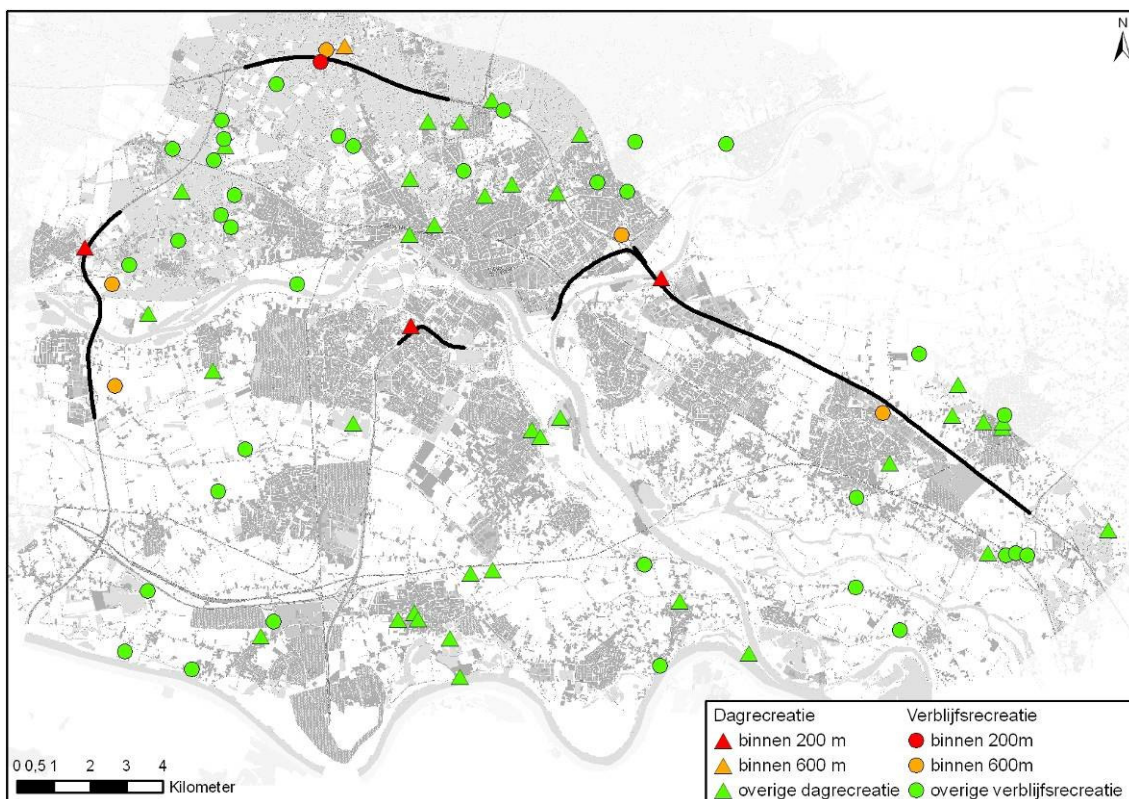 N
Dagrecreatie Verblijfsrecreatie
binnen 200 m binnen 200m
binnen 600 m binnen 600m
overige dagrecreatie overige verblijfsrecreatie
0 0,5 1 2 3 4
Kilometer